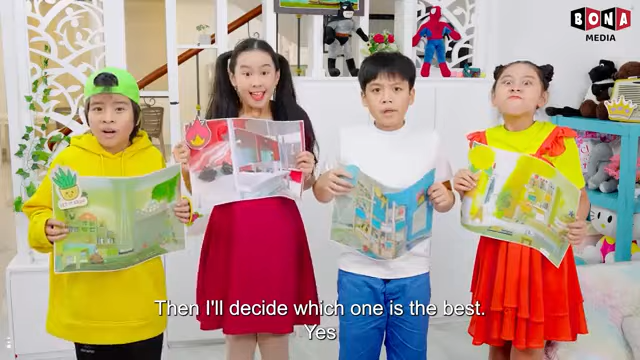 BONA
MEDIA
Then I'll decide which one is the best.
Yes